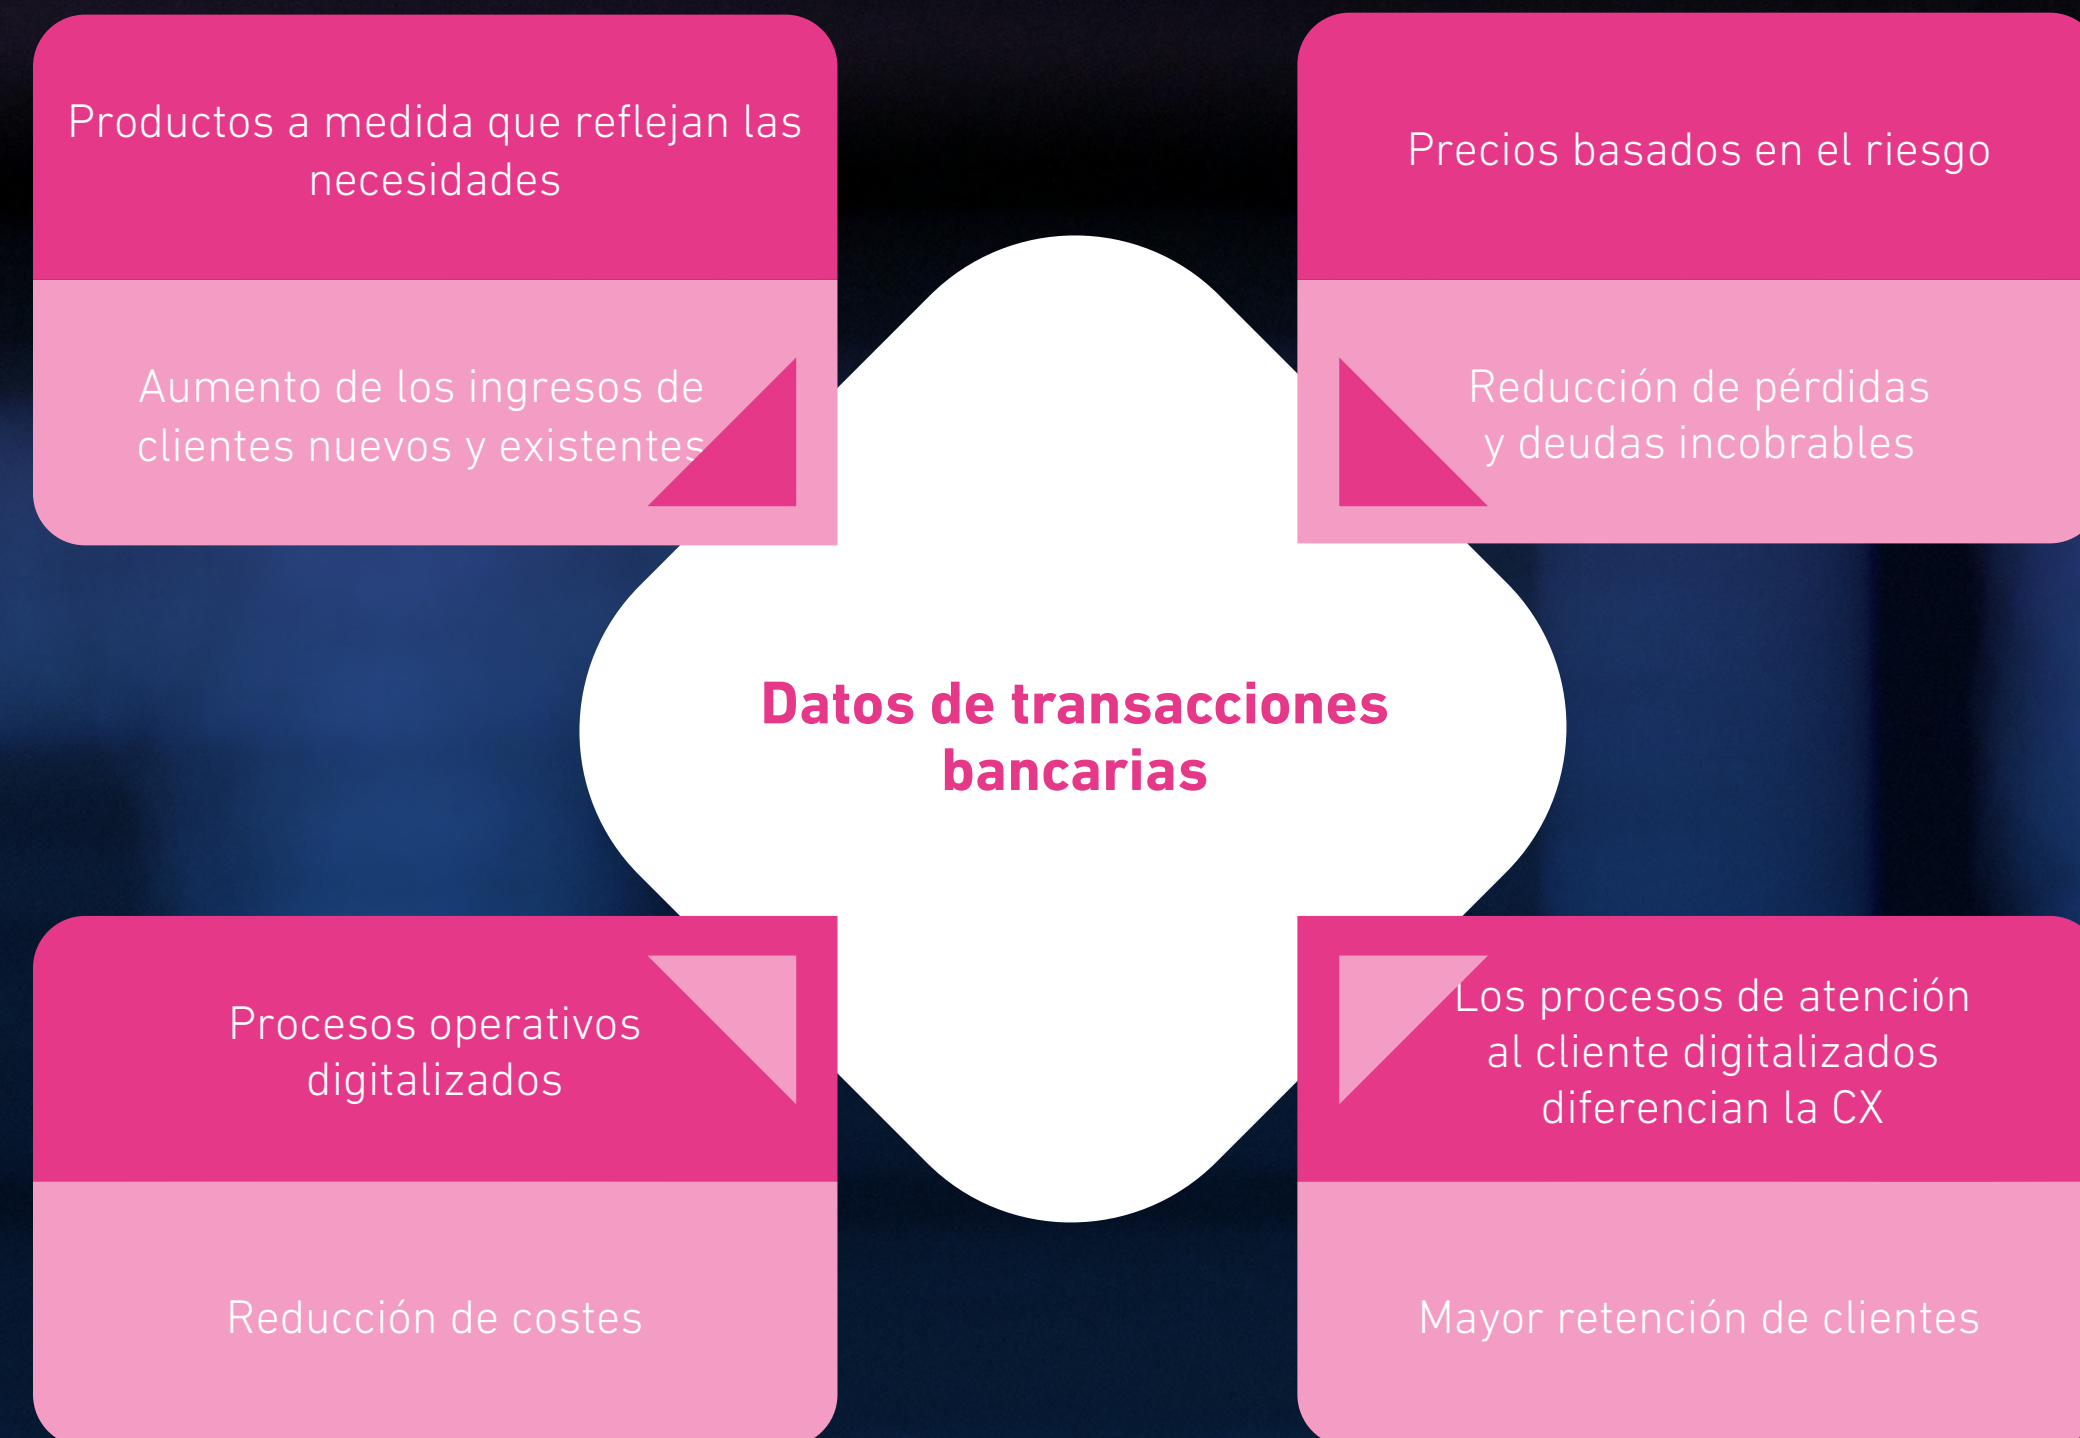 Productos a medida que reflejan las
necesidades
Aumento de los ingresos de
clientes nuevos y existentes
Precios basados en el riesgo
Reducción de pérdidas
y deudas incobrables
Datos de transacciones
bancarias
Procesos operativos
digitalizados
Reducción de costes
Los procesos de atención
al cliente digitalizados
diferencian la CX
Mayor retención de clientes